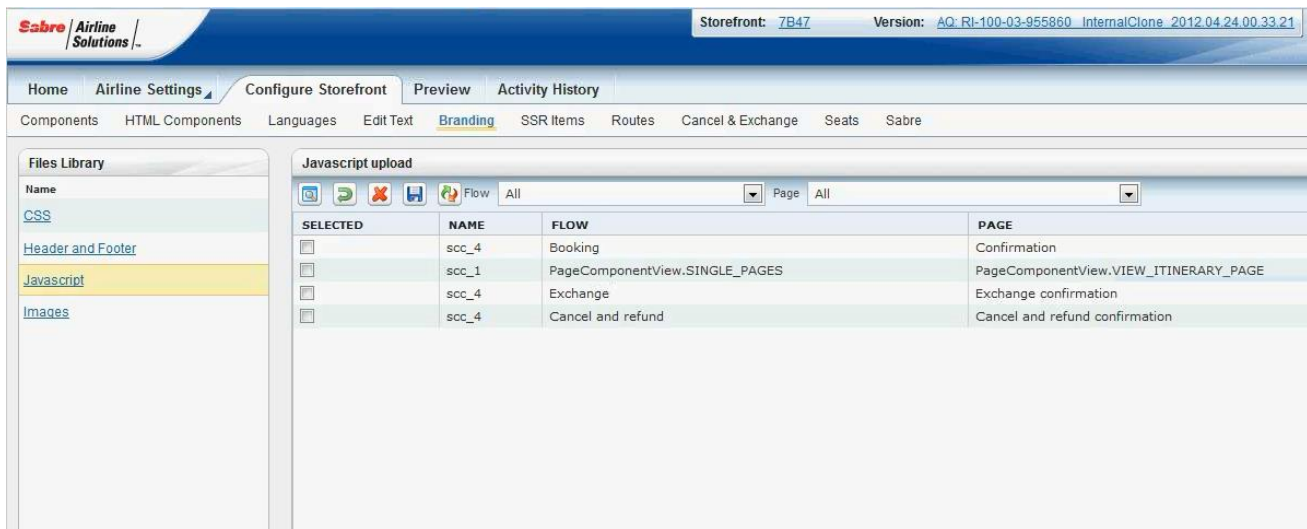 Sabre Airline Solutions Storefront: 7B47 Version: AQ: RI-100-03-955860 InternalClone 2012.04.24.00.33.21
Home Airline Settings Configure Storefront Preview Activity History
Components HTML Components Languages Edit Text Branding SSR Items Routes Cancel & Exchange Seats Sabre
Files Library
Name
CSS
Header and Footer
Javascript
Images
Javascript upload
Flow All Page All
SELECTED NAME FLOW PAGE
scc_4 Booking Confirmation
scc_1 PageComponentView.SINGLE_PAGES PageComponentView.VIEW_ITINERARY_PAGE
scc_4 Exchange Exchange confirmation
scc_4 Cancel and refund Cancel and refund confirmation